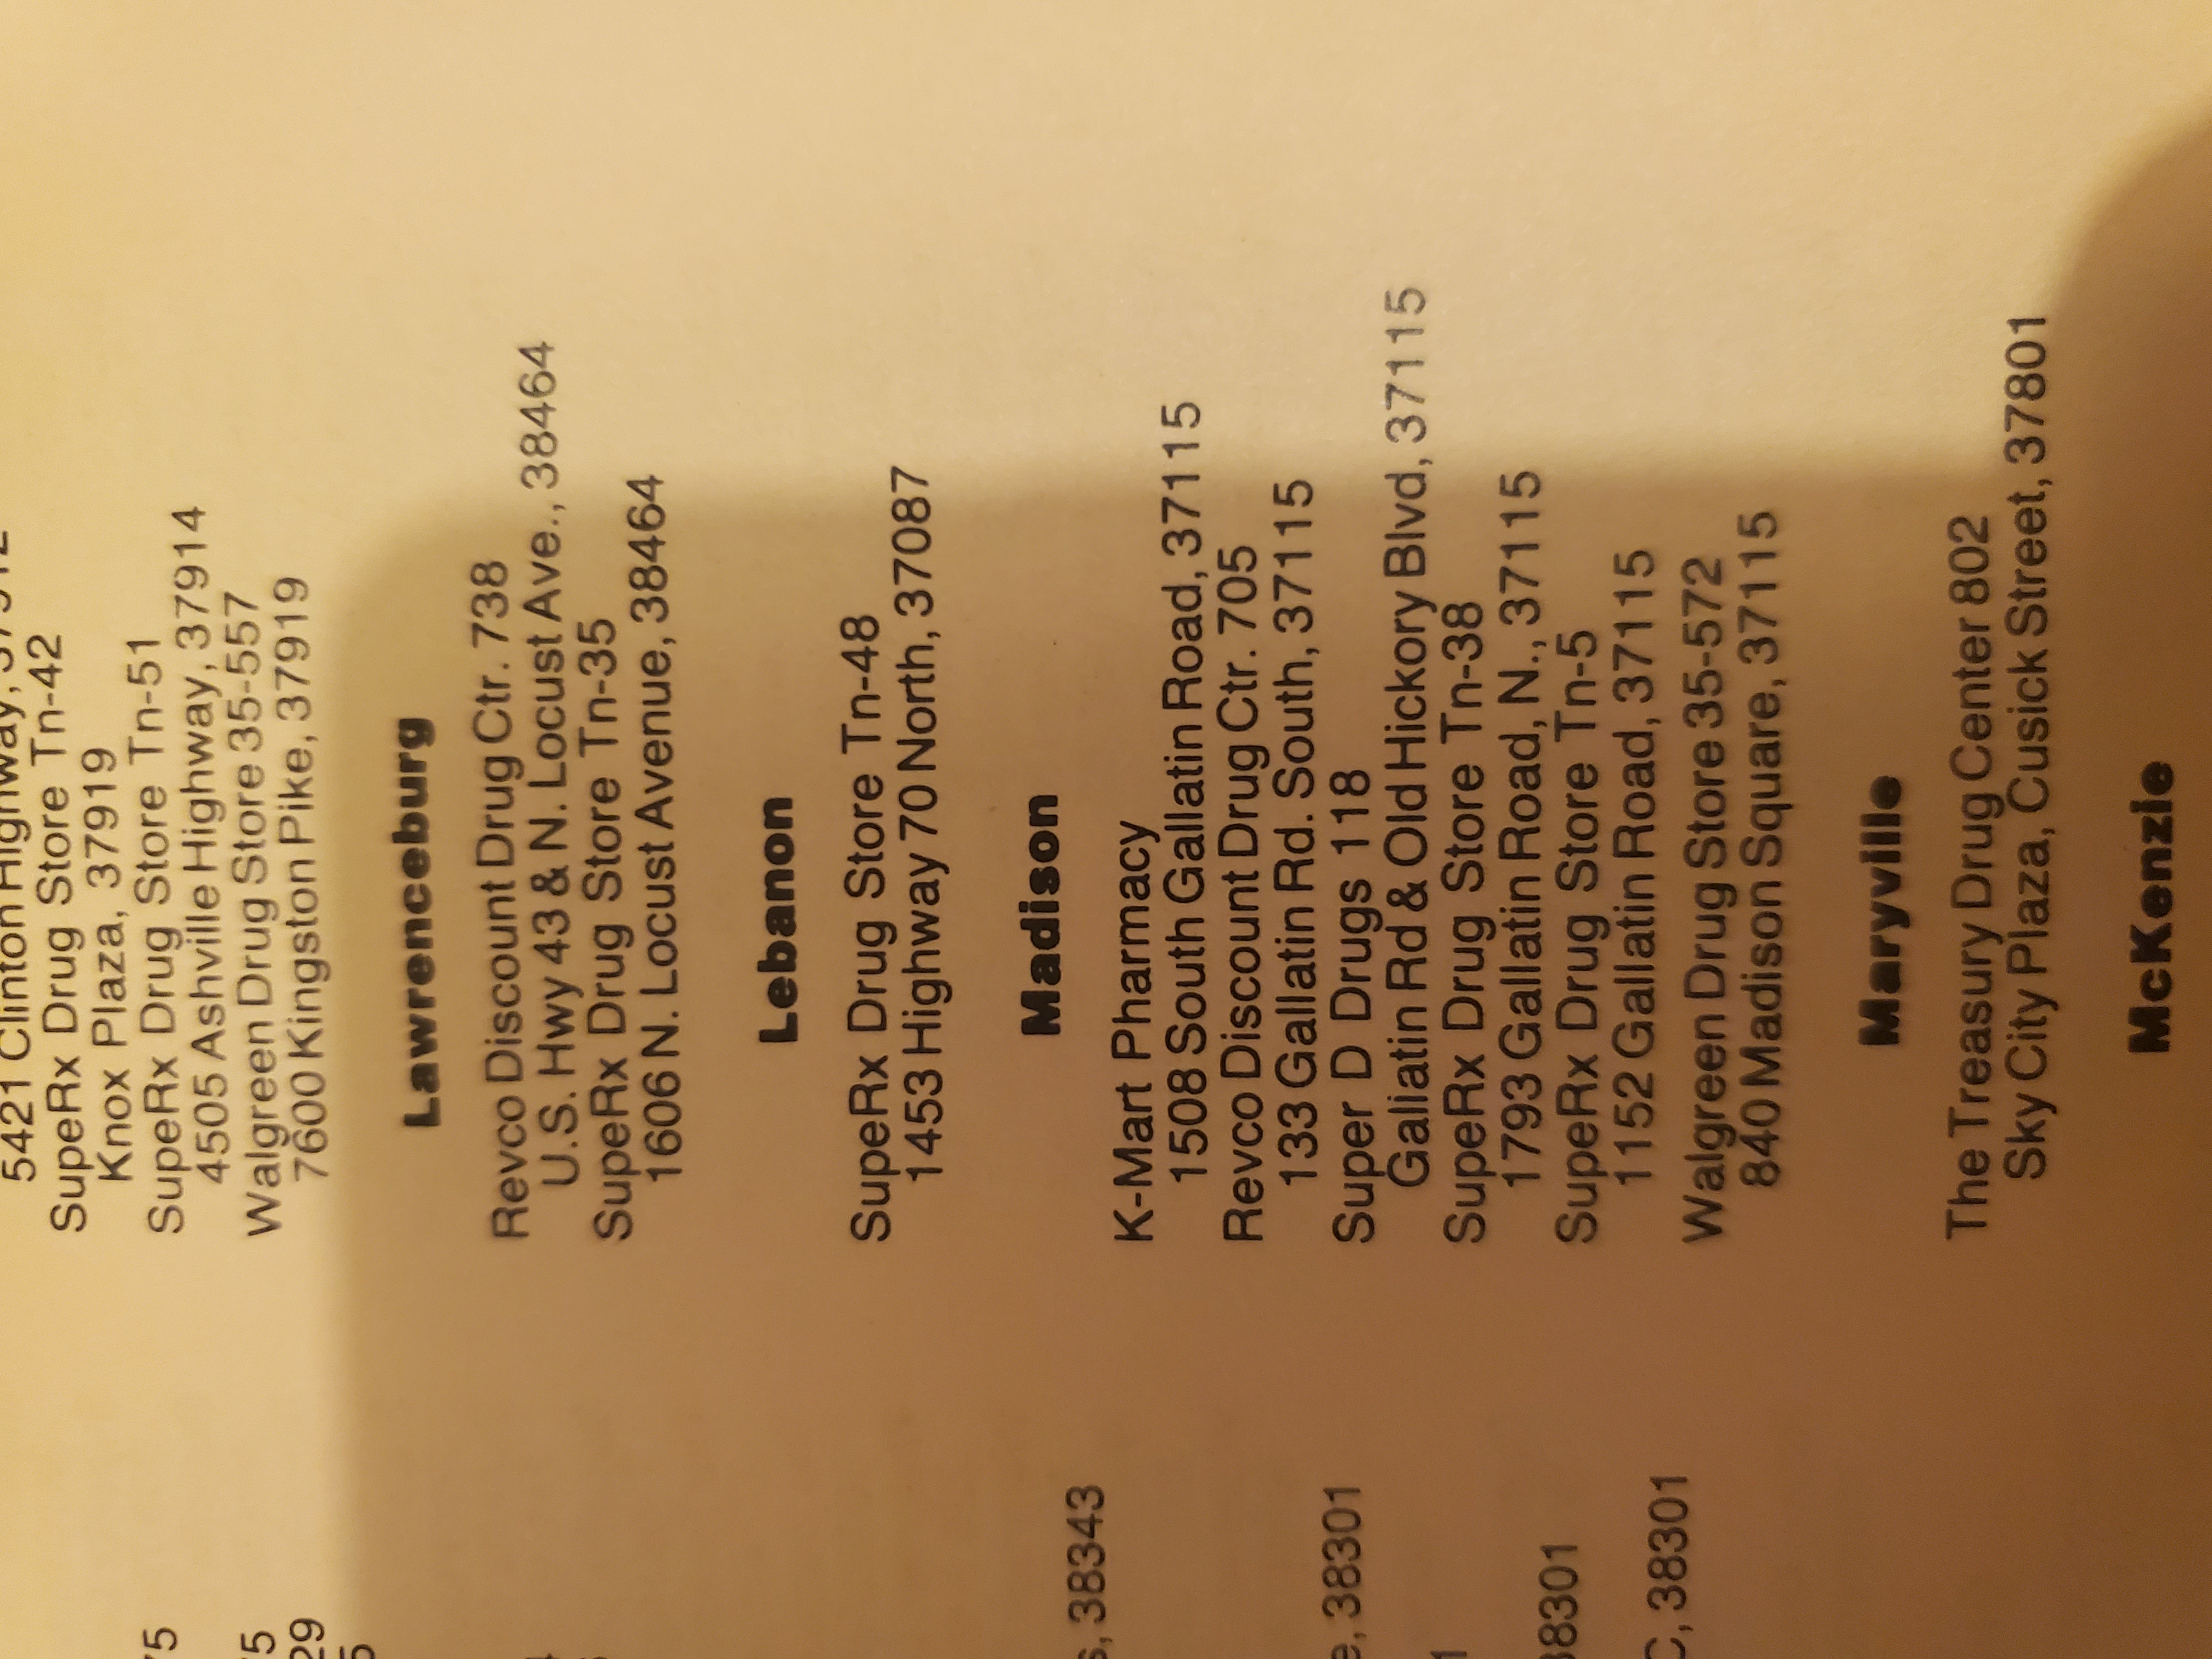 5421 Clinton Highway,
SupeRx Drug Store Tn-42
Knox Plaza, 37919
SupeRx Drug Store Tn-51
4505 Ashville Highway, 37914
Walgreen Drug Store 35-557
7600 Kingston Pike, 37919
Lawrenceburg
Revco Discount Drug Ctr. 738
U.S. Hwy 43 & N. Locust Ave., 38464
SupeRx Drug Store Tn-35
1606 N. Locust Avenue, 38464
Lebanon
SupeRx Drug Store Tn-48
1453 Highway 70 North, 37087
Madison
K-Mart Pharmacy
1508 South Gallatin Road, 37115
Revco Discount Drug Ctr. 705
133 Gallatin Rd. South, 37115
Super D Drugs 118
Galiatin Rd & Old Hickory Blvd, 37115
SupeRx Drug Store Tn-38
1793 Gallatin Road, N., 37115
SupeRx Drug Store Tn-5
1152 Gallatin Road, 37115
Walgreen Drug Store 35-572
840 Madison Square, 37115
Maryville
The Treasury Drug Center 802
Sky City Plaza, Cusick Street, 37801
McKenzie
38343
38301
38301
38301